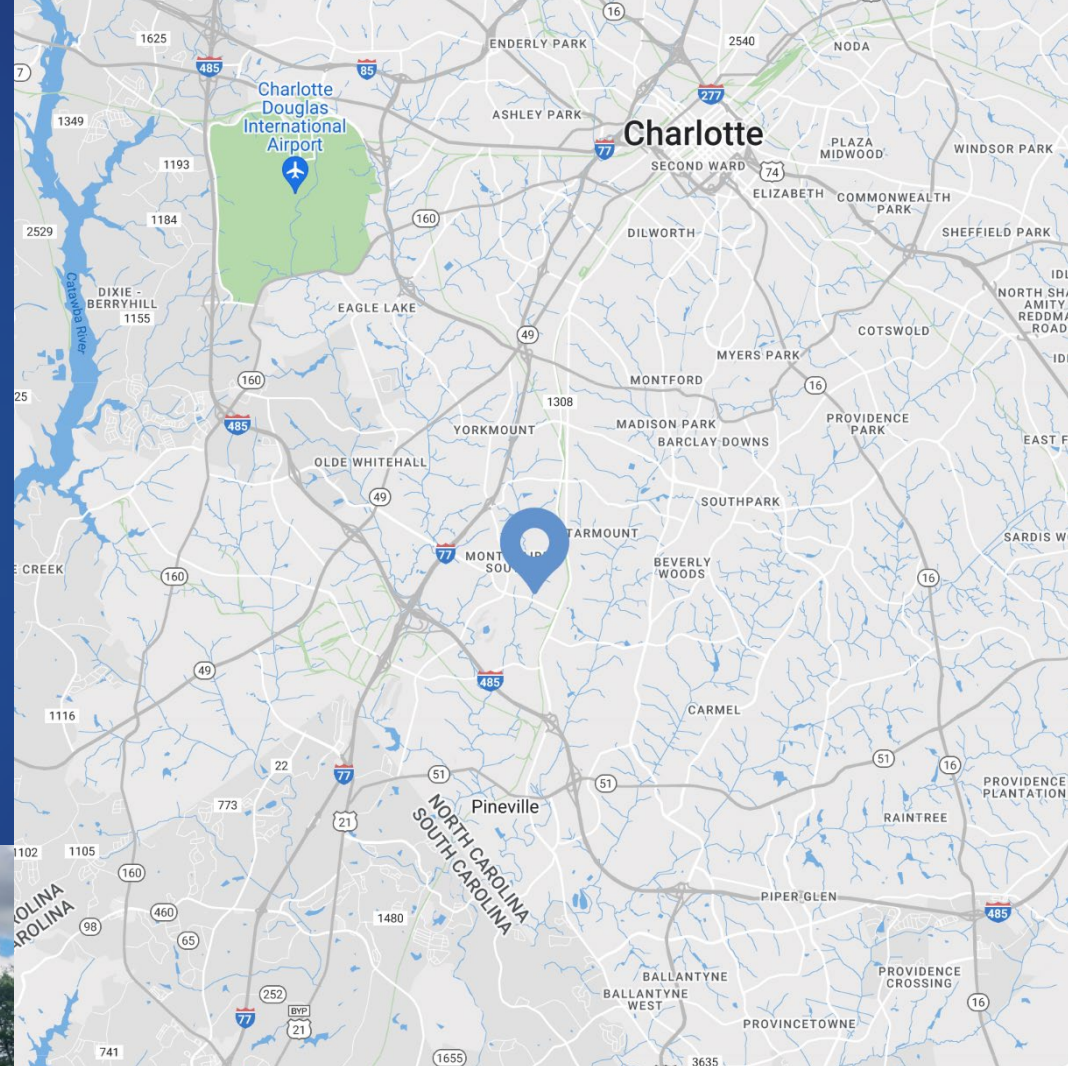 16
1625
ENDERLY PARK
2540
NODA
485
85
277
7
Charlotte
Douglas
International
Airport
ASHLEY PARK
1349
77
Charlotte
PLAZA
MIDWOOD
WINDSOR PARK
1193
SECOND WARD
74
ELIZABETH
COMMONWEALTH
PARK
1184
160
2529
DILWORTH
SHEFFIELD PARK
Catawba River
DIXIE -
BERRYHILL
1155
EAGLE LAKE
NORTH
AMITY
ROAD
49
COTSWOLD
MYERS PARK
160
MONTFORD
16
25
1308
485
YORKMOUNT
MADISON PARK
BARCLAY DOWNS
PROVIDENCE
PARK
EAST
OLDE WHITEHALL
49
SOUTHPARK
TARMOUNT
SARDIS
77
BEVERLY
WOODS
CREEK
160
16
49
485
CARMEL
1116
22
77
51
51
51
16
773
Pineville
PROVIDENCE
PLANTATION
21
NORTH CAROLINA
SOUTH CAROLINA
RAINTREE
1102
1105
160
OLINA
AROLINA
460
98
65
1480
PIPER GLEN
485
252
BALLANTYNE
BALLANTYNE
WEST
PROVIDENCE
CROSSING
16
77
BYP
21
PROVINCETOWNE
741
1655
3635